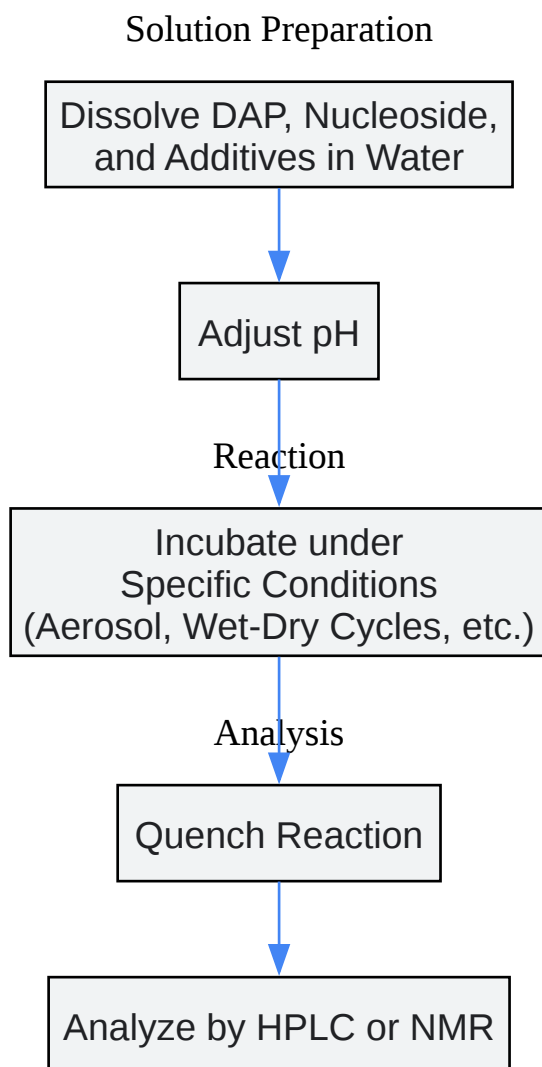 Solution Preparation
Dissolve DAP, Nucleoside,
and Additives in Water
Adjust pH
Reaction
Incubate under
Specific Conditions
(Aerosol, Wet-Dry Cycles, etc.)
Analysis
Quench Reaction
Analyze by HPLC or NMR